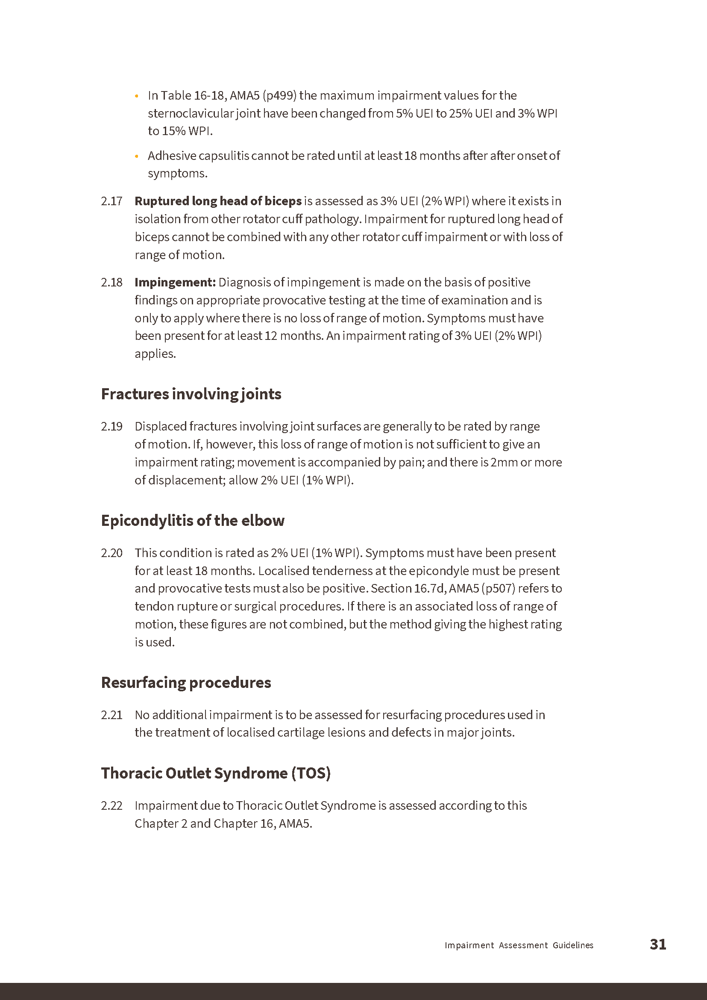 • In Table 16-18, AMA5 (p499) the maximum impairment values for the
sternoclavicular joint have been changed from 5% UEI to 25% UEI and 3% WPI
to 15% WPI.
• Adhesive capsulitis cannot be rated until at least 18 months after after onset of
symptoms.
2.17 Ruptured long head of biceps is assessed as 3% UEI (2% WPI) where it exists in
isolation from other rotator cuff pathology. Impairment for ruptured long head of
biceps cannot be combined with any other rotator cuff impairment or with loss of
range of motion.
2.18 Impingement: Diagnosis of impingement is made on the basis of positive
findings on appropriate provocative testing at the time of examination and is
only to apply where there is no loss of range of motion. Symptoms must have
been present for at least 12 months. An impairment rating of 3% UEI (2% WPI)
applies.
Fractures involving joints
2.19 Displaced fractures involving joint surfaces are generally to be rated by range
of motion. If, however, this loss of range of motion is not sufficient to give an
impairment rating; movement is accompanied by pain; and there is 2mm or more
of displacement; allow 2% UEI (1% WPI).
Epicondylitis of the elbow
2.20 This condition is rated as 2% UEI (1% WPI). Symptoms must have been present
for at least 18 months. Localised tenderness at the epicondyle must be present
and provocative tests must also be positive. Section 16.7d, AMA5 (p507) refers to
tendon rupture or surgical procedures. If there is an associated loss of range of
motion, these figures are not combined, but the method giving the highest rating
is used.
Resurfacing procedures
2.21 No additional impairment is to be assessed for resurfacing procedures used in
the treatment of localised cartilage lesions and defects in major joints.
Thoracic Outlet Syndrome (TOS)
2.22 Impairment due to Thoracic Outlet Syndrome is assessed according to this
Chapter 2 and Chapter 16, AMA5.
Impairment Assessment Guidelines 31